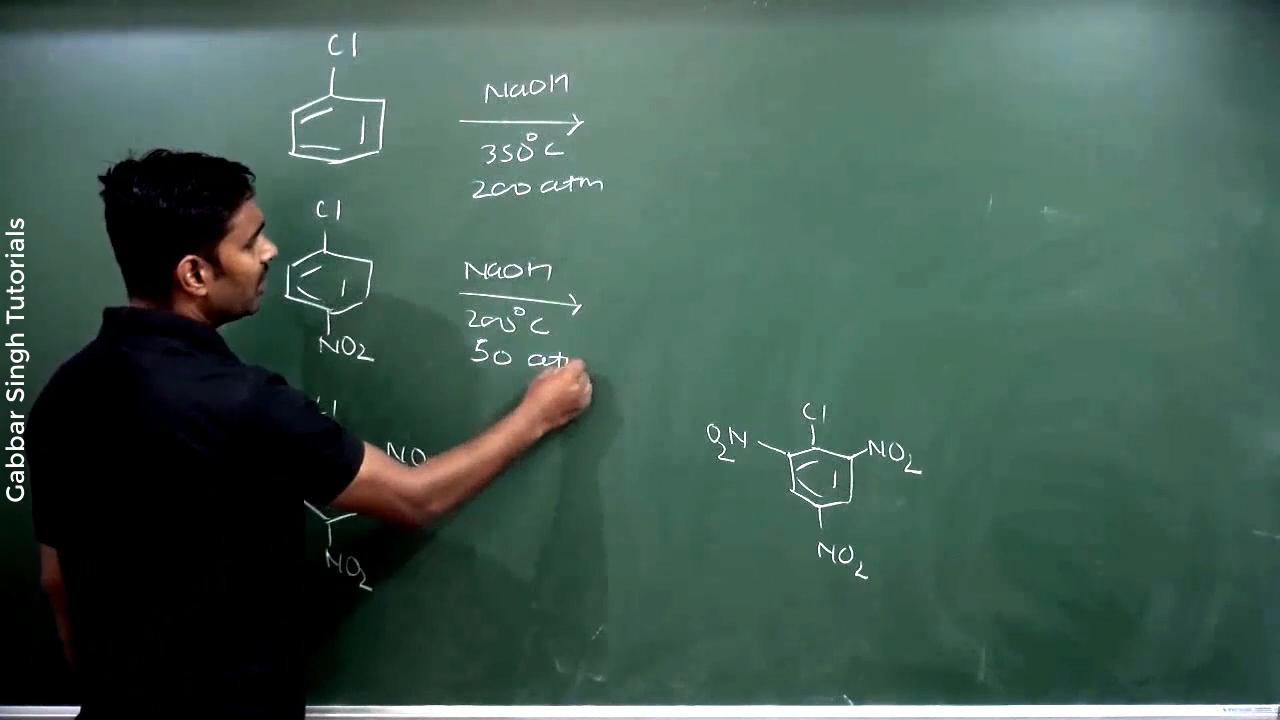 Gabbar Singh Tutorials
Cl
NaOH
350°C
200 atm
Cl
NaOH
200°C
50 atm
NO2
Cl
NO
NO2
Cl
O2N
NO2
NO2